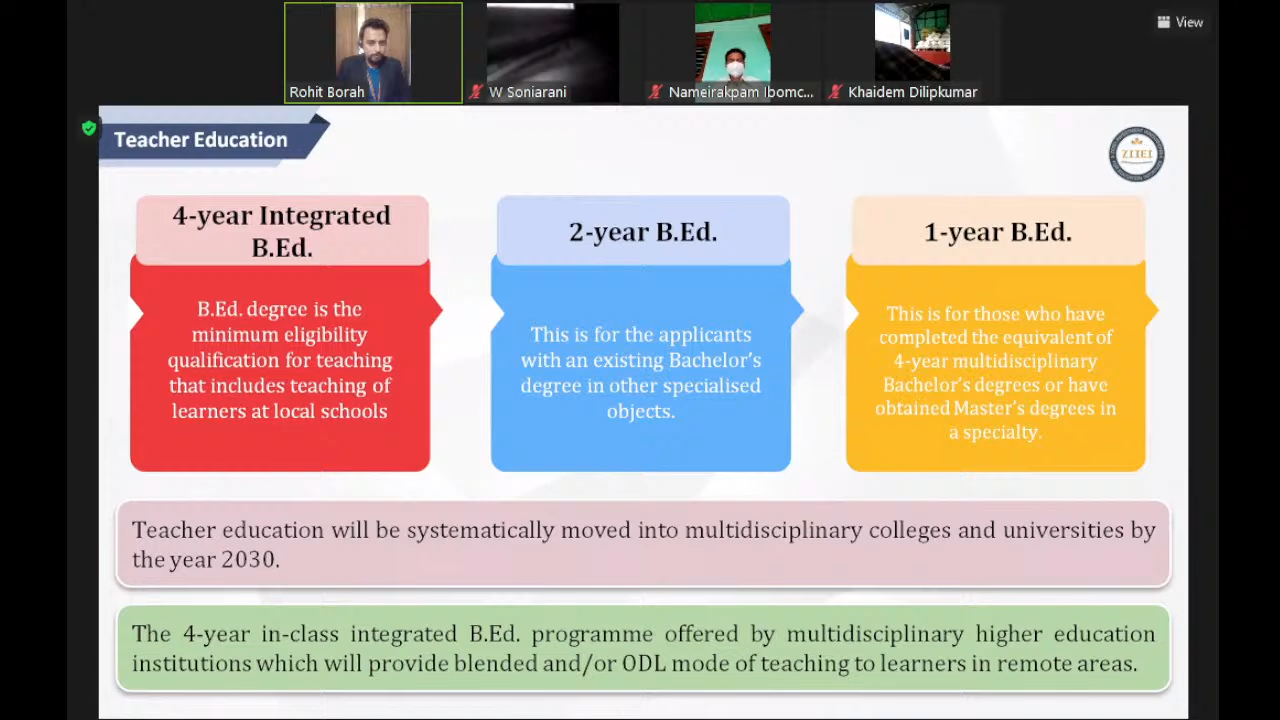 View
Rohit Borah
W Soniarani
Nameirakpam Ibomc...
Khaidem Dilipkumar
Teacher Education
ZIIEI
4-year Integrated
B.Ed.
B.Ed. degree is the
minimum eligibility
qualification for teaching
that includes teaching of
learners at local schools
2-year B.Ed.
This is for the applicants
with an existing Bachelor's
degree in other specialised
objects.
1-year B.Ed.
This is for those who have
completed the equivalent of
4-year multidisciplinary
Bachelor's degrees or have
obtained Master's degrees in
a specialty.
Teacher education will be systematically moved into multidisciplinary colleges and universities by
the year 2030.
The 4-year in-class integrated B.Ed. programme offered by multidisciplinary higher education
institutions which will provide blended and/or ODL mode of teaching to learners in remote areas.